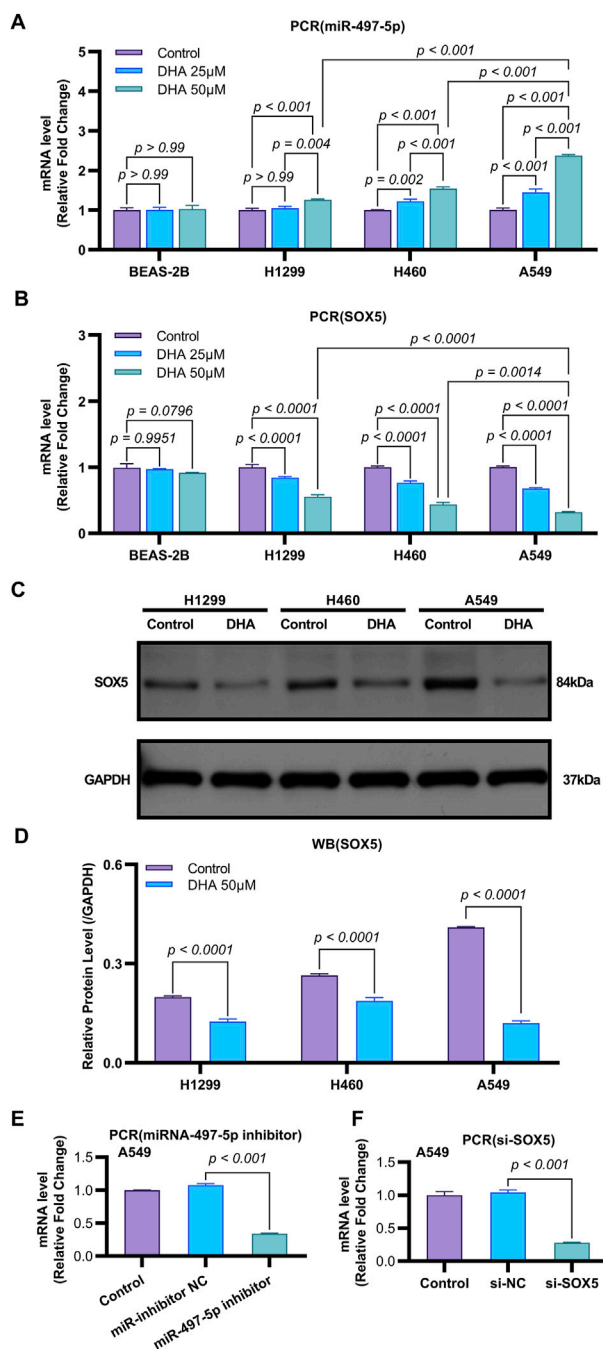 A
PCR(miR-497-5p)
Control
DHA 25μM
DHA 50μM
p < 0.001
p < 0.001
p < 0.001
p < 0.001
p < 0.001
p > 0.99
p = 0.004
p < 0.001
p < 0.001
p > 0.99
p > 0.99
p = 0.002
p < 0.001
mRNA level
(Relative Fold Change)
5
4
3
2
1
0
BEAS-2B
H1299
H460
A549
B
PCR(SOX5)
Control
DHA 25μM
DHA 50μM
p < 0.0001
p = 0.0014
p = 0.0796
p < 0.0001
p < 0.0001
p < 0.0001
p = 0.9951
p < 0.0001
p < 0.0001
p < 0.0001
mRNA level
(Relative Fold Change)
3
2
1
0
BEAS-2B
H1299
H460
A549
C
H1299
H460
A549
Control
DHA
Control
DHA
Control
DHA
SOX5
84kDa
GAPDH
37kDa
D
WB(SOX5)
Control
DHA 50μM
p < 0.0001
p < 0.0001
p < 0.0001
Relative Protein Level (/GAPDH)
0.6
0.3
0.0
H1299
H460
A549
E
PCR(miRNA-497-5p inhibitor)
A549
p < 0.001
mRNA level
(Relative Fold Change)
1.5
1.0
0.5
0.0
Control
miR-inhibitor NC
miR-497-5p inhibitor
F
PCR(si-SOX5)
A549
p < 0.001
mRNA level
(Relative Fold Change)
1.5
1.0
0.5
0.0
Control
si-NC
si-SOX5